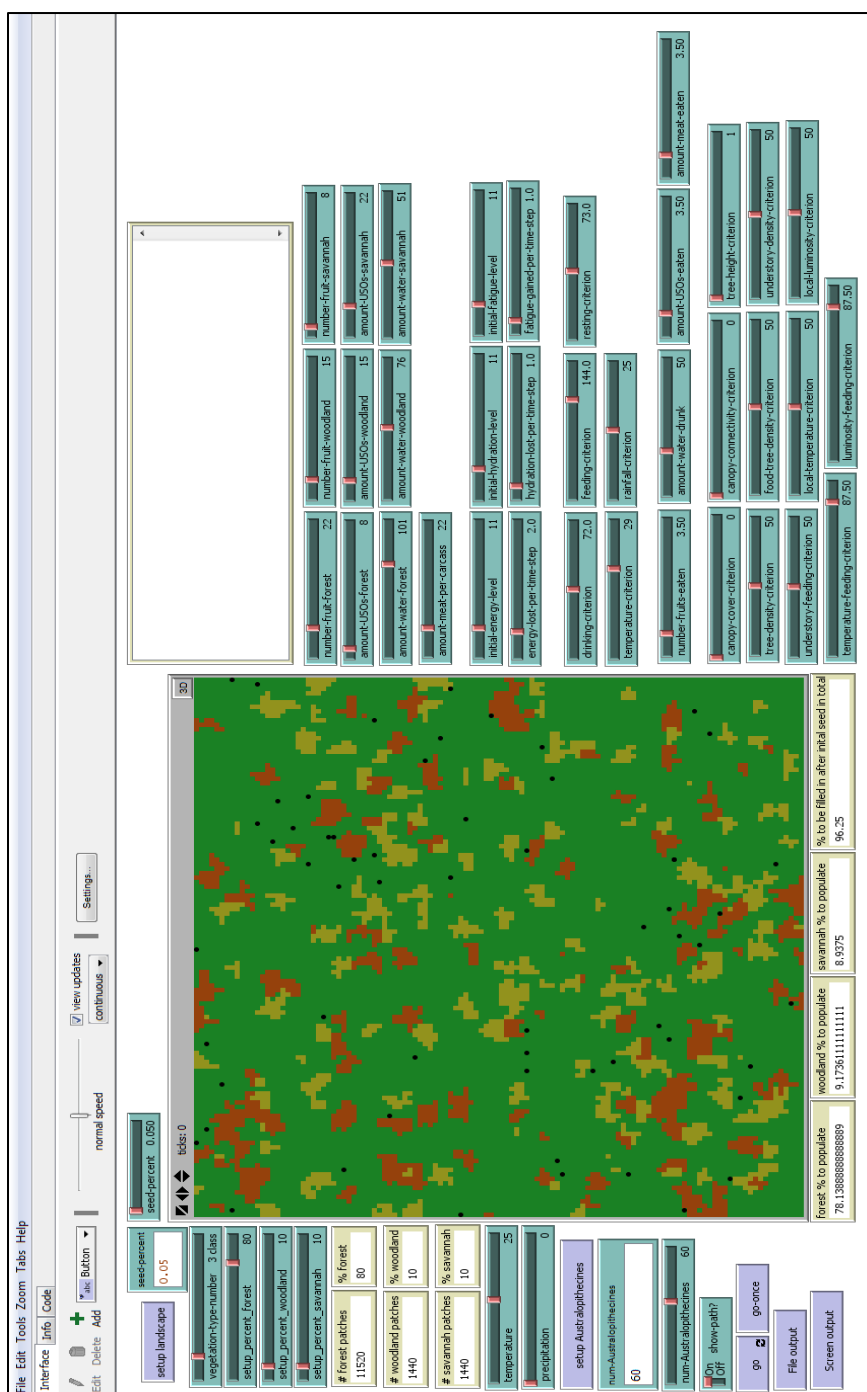 File Edit Tools Zoom Tabs Help
Interface Info Code
Edit Delete Add
abc Button
normal speed
view updates
continuous
Settings...
setup landscape
seed-percent
0.05
seed-percent 0.050
vegetation-type-number 3 class
setup_percent_forest 80
setup_percent_woodland 10
setup_percent_savannah 10
# forest patches
11520
% forest
80
# woodland patches
1440
% woodland
10
# savannah patches
1440
% savannah
10
temperature 25
precipitation 0
setup Australopithecines
num-Australopithecines
60
num-Australopithecines 60
On
Off
show-path?
go
go-once
File output
Screen output
ticks: 0
3D
forest % to populate
78.13888888888889
woodland % to populate
9.17361111111111
savannah % to populate
8.9375
% to be filled in after inital seed in total
96.25
number-fruit-forest 22
number-fruit-woodland 15
number-fruit-savannah 8
amount-USOs-forest 8
amount-USOs-woodland 15
amount-USOs-savannah 22
amount-water-forest 101
amount-water-woodland 76
amount-water-savannah 51
amount-meat-per-carcass 22
initial-energy-level 11
initial-hydration-level 11
initial-fatigue-level 11
energy-lost-per-time-step 2.0
hydration-lost-per-time-step 1.0
fatigue-gained-per-time-step 1.0
drinking-criterion 72.0
feeding-criterion 144.0
resting-criterion 73.0
temperature-criterion 29
rainfall-criterion 25
number-fruits-eaten 3.50
amount-water-drunk 50
amount-USOs-eaten 3.50
amount-meat-eaten 3.50
canopy-cover-criterion 0
canopy-connectivity-criterion 0
tree-height-criterion 1
tree-density-criterion 50
food-tree-density-criterion 50
understory-density-criterion 50
understory-feeding-criterion 50
local-temperature-criterion 50
local-luminosity-criterion 50
temperature-feeding-criterion 87.50
luminosity-feeding-criterion 87.50